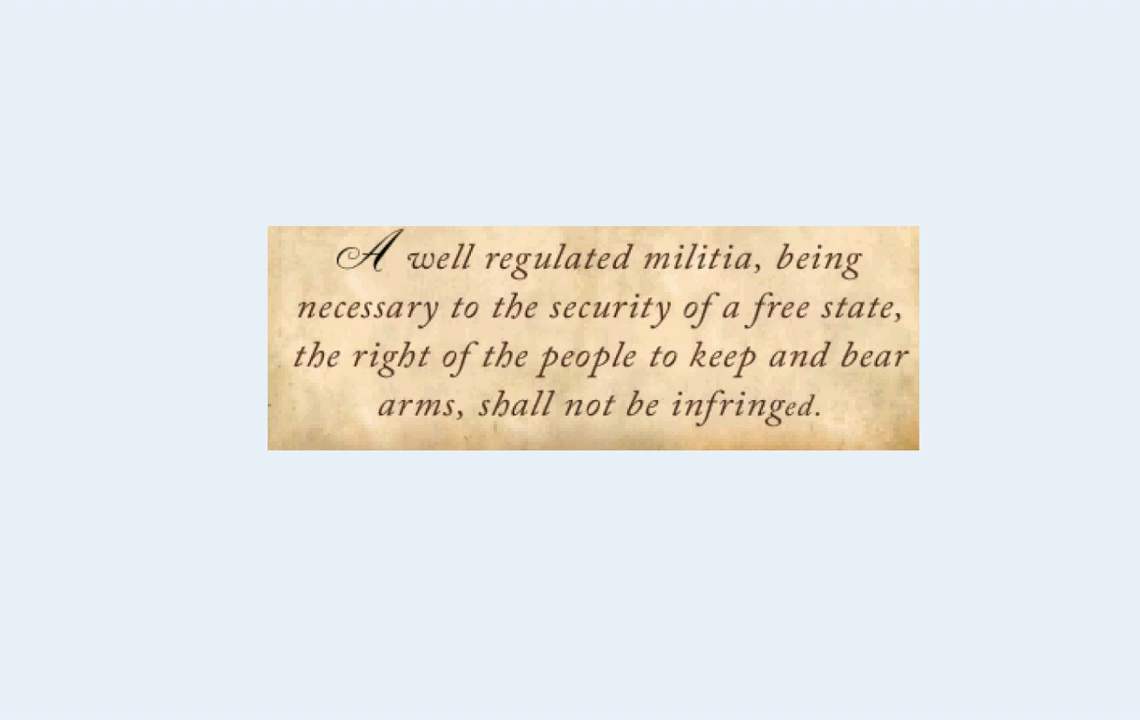 A well regulated militia, being
necessary to the security of a free state,
the right of the people to keep and bear
arms, shall not be infringed.